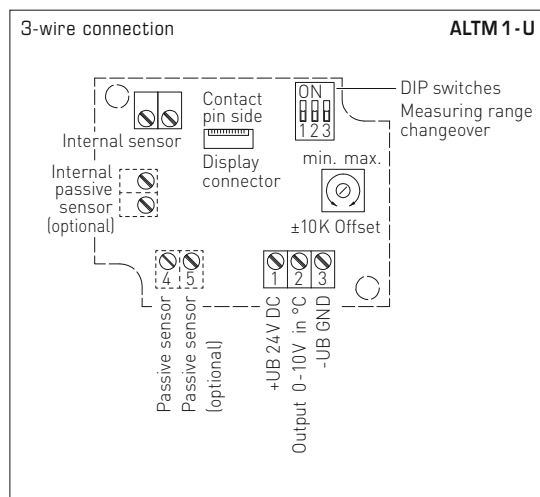 3-wire connection
ALTM 1 - U
ON
1 2 3
DIP switches
Measuring range
changeover
Contact
pin side
Internal sensor
Display
connector
min. max.
±10K Offset
Internal
passive
sensor
(optional)
4 5
1 2 3
Passive sensor
Passive sensor
(optional)
+UB 24V DC
Output 0-10V in °C
-UB GND